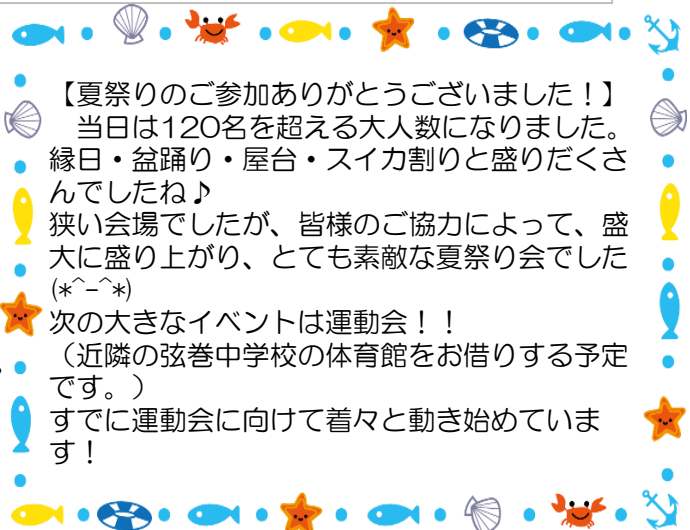 【夏祭りのご参加ありがとうございました！】
　当日は120名を超える大人数になりました。
縁日・盆踊り・屋台・スイカ割りと盛りだくさ
んでしたね♪
狭い会場でしたが、皆様のご協力によって、盛
大に盛り上がり、とても素敵な夏祭り会でした
(*^-^*)
次の大きなイベントは運動会！！
（近隣の弦巻中学校の体育館をお借りする予定
です。）
すでに運動会に向けて着々と動き始めていま
す！